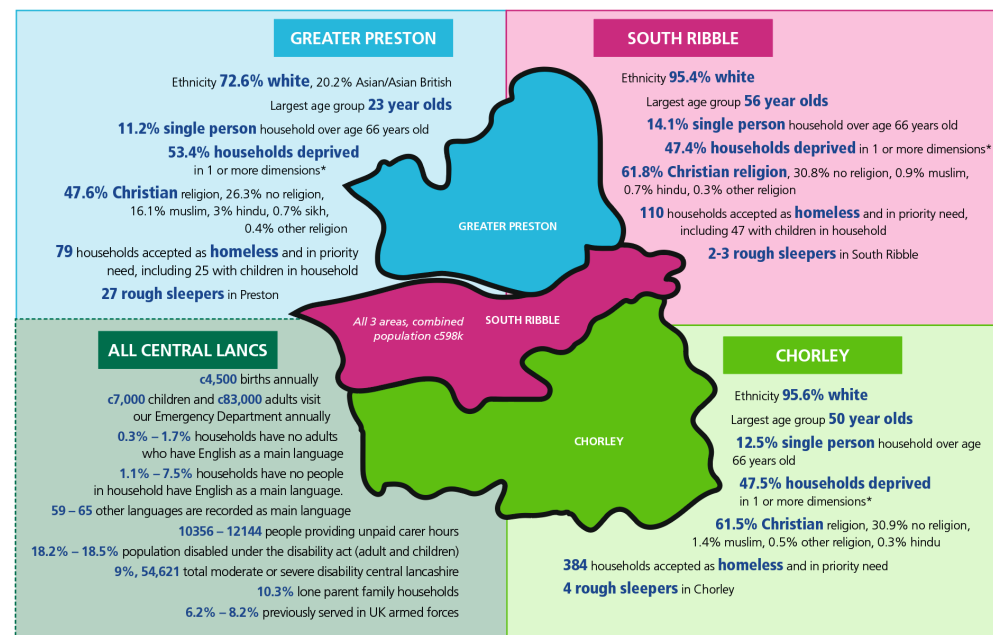 GREATER PRESTON
Ethnicity 72.6% white, 20.2% Asian/Asian British
Largest age group 23 year olds
11.2% single person household over age 66 years old
53.4% households deprived
in 1 or more dimensions*
47.6% Christian religion, 26.3% no religion,
16.1% muslim, 3% hindu, 0.7% sikh,
0.4% other religion
79 households accepted as homeless and in priority
need, including 25 with children in household
27 rough sleepers in Preston
SOUTH RIBBLE
Ethnicity 95.4% white
Largest age group 56 year olds
14.1% single person household over age 66 years old
47.4% households deprived in 1 or more dimensions*
61.8% Christian religion, 30.8% no religion, 0.9% muslim,
0.7% hindu, 0.3% other religion
110 households accepted as homeless and in priority need,
including 47 with children in household
2-3 rough sleepers in South Ribble
GREATER PRESTON
All 3 areas, combined
population c598k
SOUTH RIBBLE
CHORLEY
ALL CENTRAL LANCS
c4,500 births annually
c7,000 children and c83,000 adults visit
our Emergency Department annually
0.3% – 1.7% households have no adults
who have English as a main language
1.1% – 7.5% households have no people
in household have English as a main language.
59 – 65 other languages are recorded as main language
10356 – 12144 people providing unpaid carer hours
18.2% – 18.5% population disabled under the disability act (adult and children)
9%, 54,621 total moderate or severe disability central lancashire
10.3% lone parent family households
6.2% – 8.2% previously served in UK armed forces
CHORLEY
Ethnicity 95.6% white
Largest age group 50 year olds
12.5% single person household over age
66 years old
47.5% households deprived
in 1 or more dimensions*
61.5% Christian religion, 30.9% no religion,
1.4% muslim, 0.5% other religion, 0.3% hindu
384 households accepted as homeless and in priority need
4 rough sleepers in Chorley